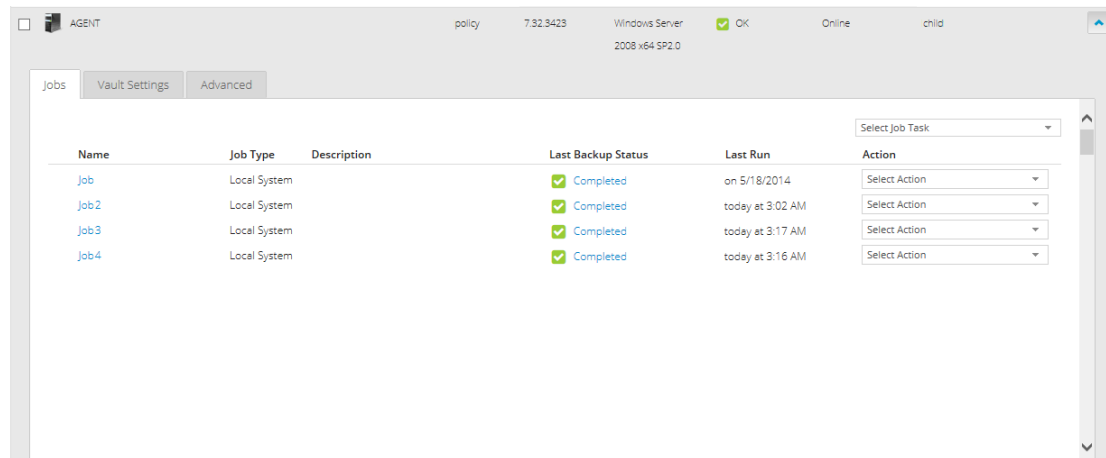 AGENT policy 7.32.3423 Windows Server OK Online child
2008 x64 SP2.0
Jobs Vault Settings Advanced
Select Job Task
Name Job Type Description Last Backup Status Last Run Action
Job Local System Completed on 5/18/2014 Select Action
Job2 Local System Completed today at 3:02 AM Select Action
Job3 Local System Completed today at 3:17 AM Select Action
Job4 Local System Completed today at 3:16 AM Select Action